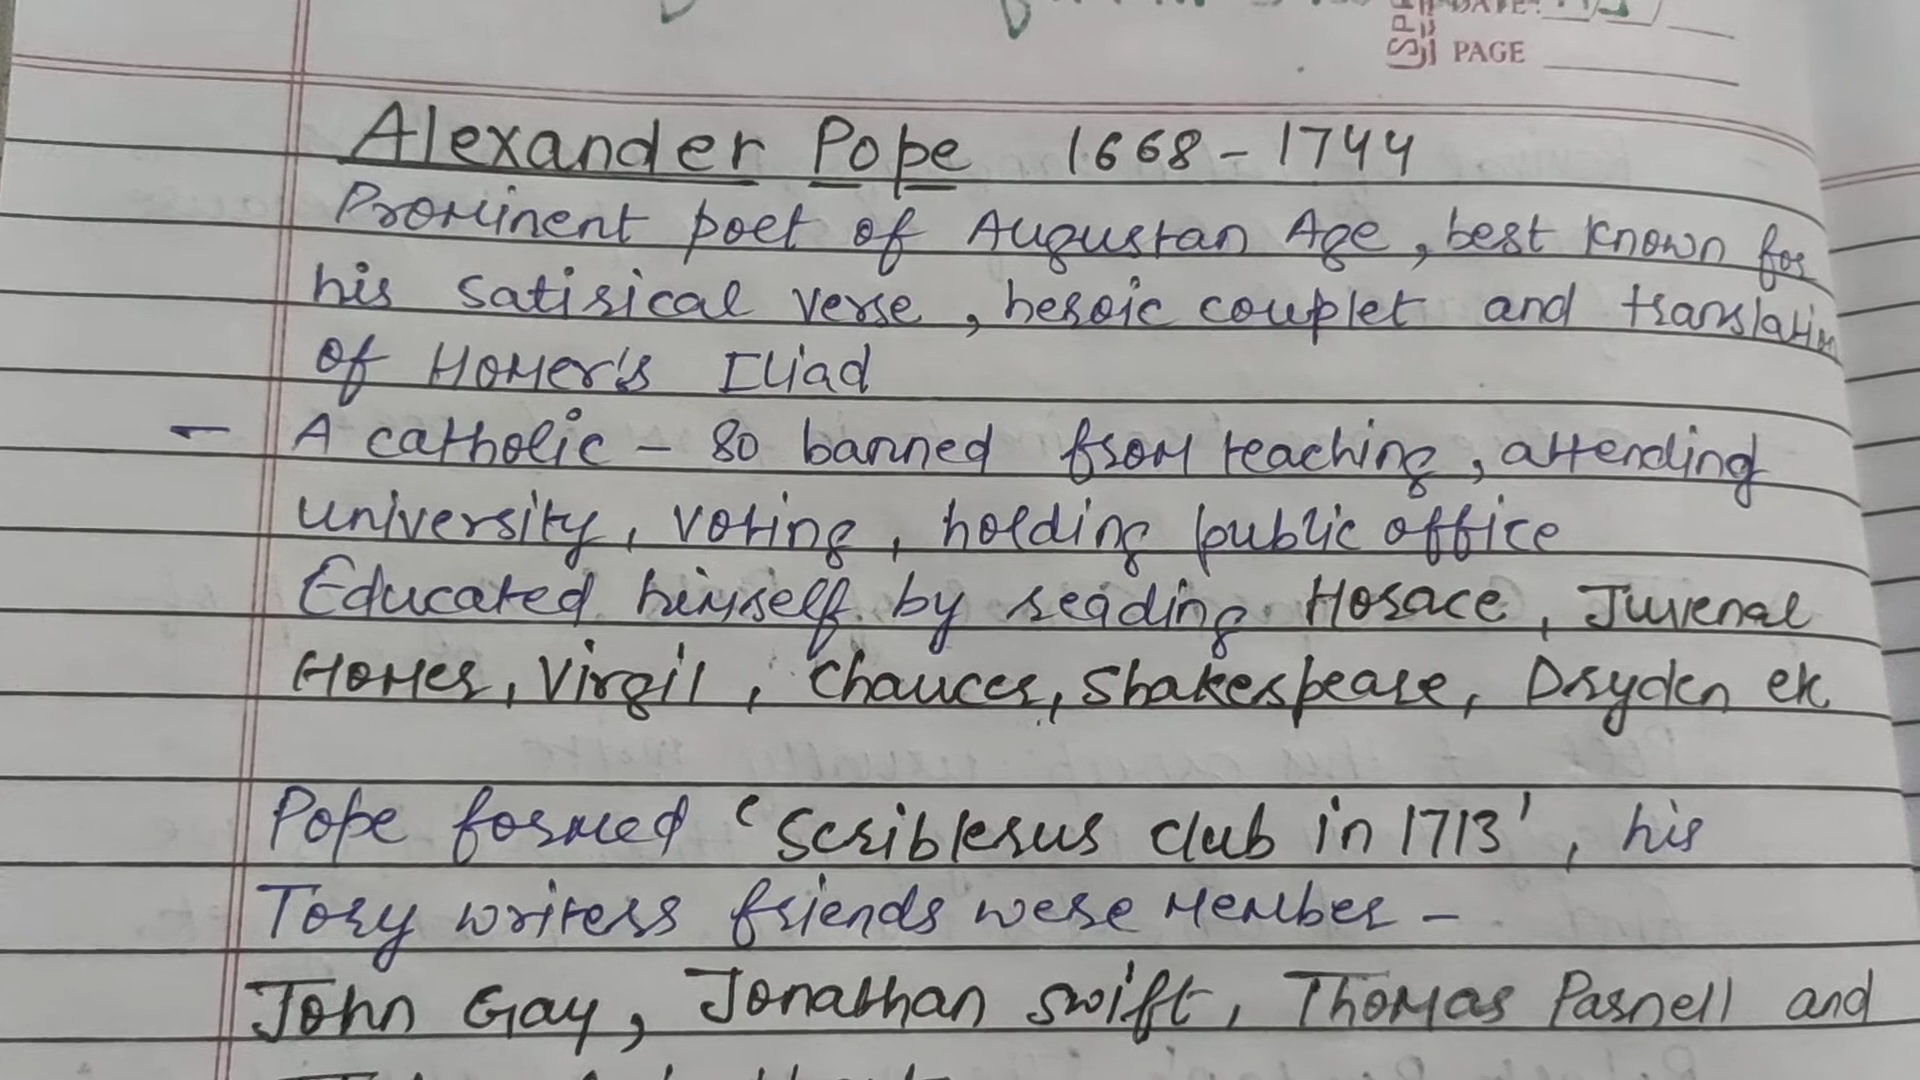 PAGE
Alexander Pope 1668-1744
Prominent poet of Augustan Age, best known for
his satirical verse, heroic couplet and translation
of Homer's Iliad
- A catholic - so banned from teaching, attending
university, voting, holding public office
Educated himself by reading Horace, Juvenal
Homer, Virgil, Chaucer, Shakespeare, Dryden etc
Pope formed 'Scriblerus club in 1713', his
Tory writers friends were member -
John Gay, Jonathan swift, Thomas Parnell and